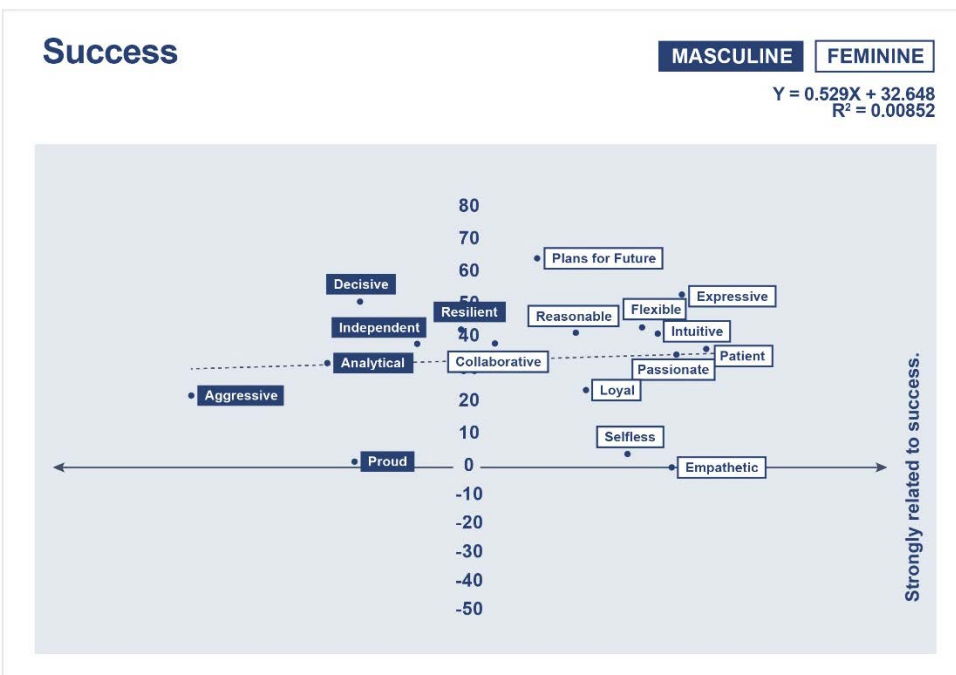 Success
MASCULINE FEMININE
Y = 0.529X + 32.648
R² = 0.00852
80
70
Plans for Future
60
Decisive
Expressive
50
Resilient
Reasonable
Flexible
Independent
Intuitive
40
Analytical
Collaborative
Patient
Passionate
Aggressive
Loyal
20
10
Selfless
Proud
0
Empathetic
-10
-20
-30
-40
-50
Strongly related to success.